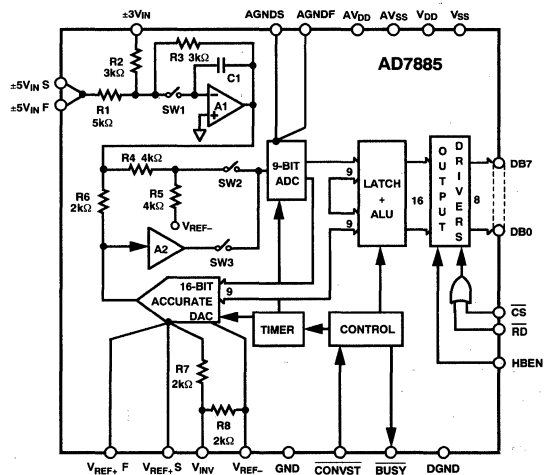 ±3VIN AGNDS AGNDF AVDD AVSS VDD VSS
AD7885
R3 3kΩ
R2
3kΩ
C1
±5VIN S
±5VIN F
R1
5kΩ
SW1
A1
R4 4kΩ
SW2
R5
4kΩ
VREF–
R6
2kΩ
A2
SW3
9-BIT
ADC
9
9
LATCH
+
ALU
16
OUTPUT
DRIVERS
8
DB7
DB0
16-BIT
ACCURATE
DAC
9
TIMER
CONTROL
CS
RD
HBEN
R7
2kΩ
R8
2kΩ
VREF+ F VREF+ S VINV VREF– GND CONVST BUSY DGND